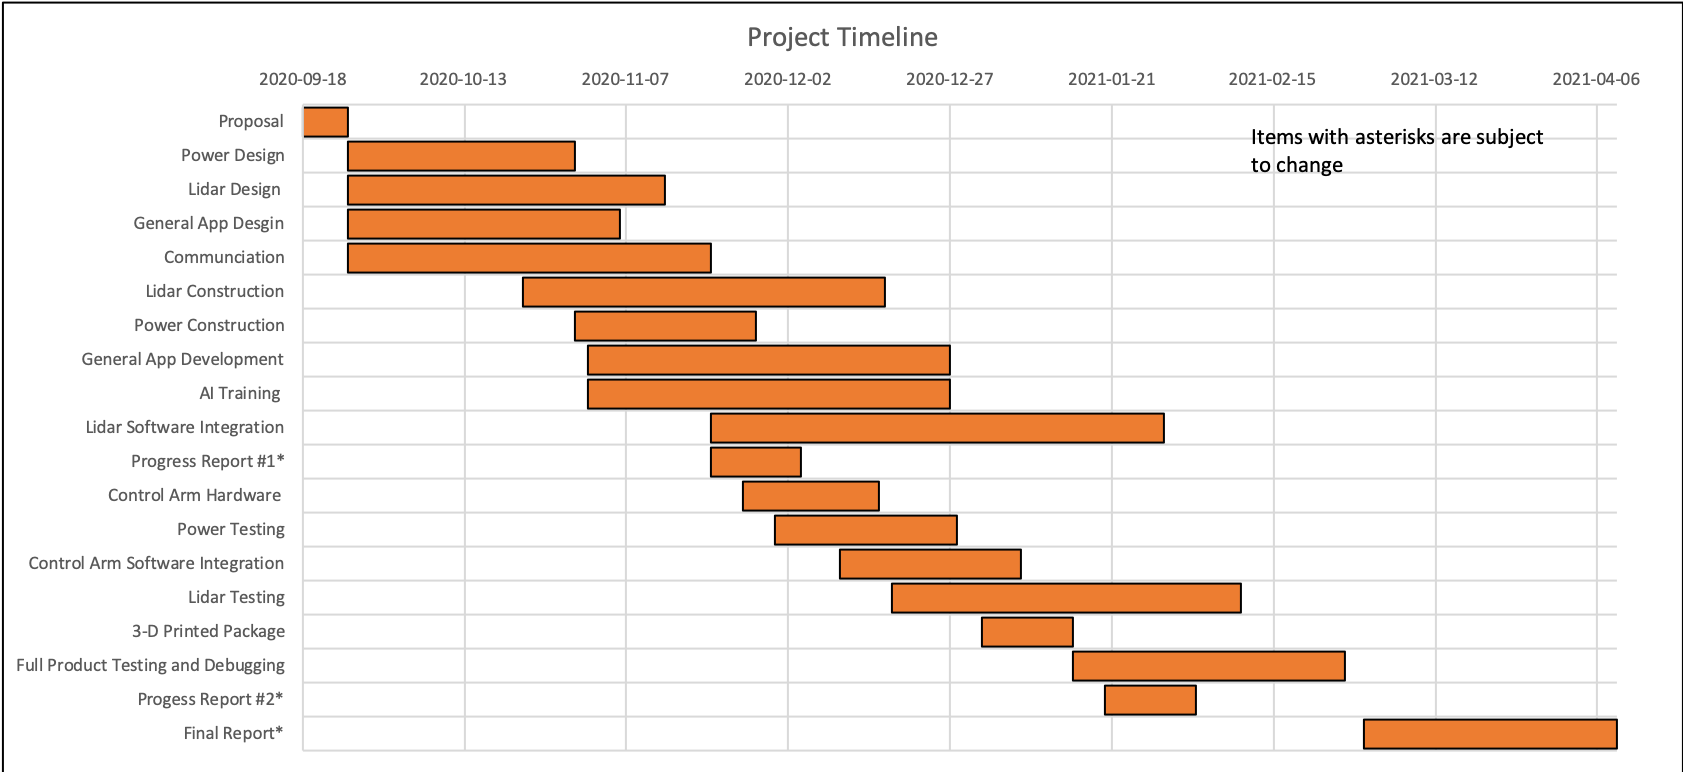 Project Timeline
2020-09-18 2020-10-13 2020-11-07 2020-12-02 2020-12-27 2021-01-21 2021-02-15 2021-03-12 2021-04-06
Proposal
Items with asterisks are subject
to change
Power Design
Lidar Design
General App Desgin
Communciation
Lidar Construction
Power Construction
General App Development
AI Training
Lidar Software Integration
Progress Report #1*
Control Arm Hardware
Power Testing
Control Arm Software Integration
Lidar Testing
3-D Printed Package
Full Product Testing and Debugging
Progess Report #2*
Final Report*